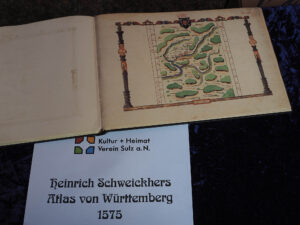 Kultur + Heimat
Verein Sulz a.N.
Heinrich Schweickhers
Atlas von Württemberg
1575